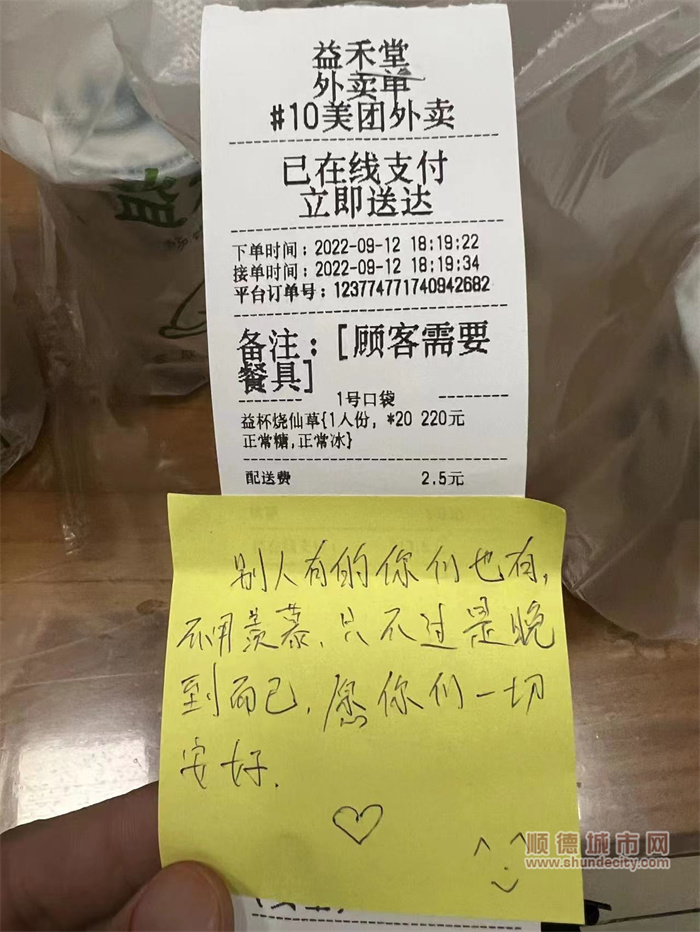 益禾堂
外卖单
#10美团外卖
已在线支付
立即送达
下单时间：2022-09-12 18:19:22
接单时间：2022-09-12 18:19:34
平台订单号：123774771740942682
备注：[顾客需要
餐具]
1号口袋
益杯烧仙草{1人份，*20 220元
正常糖,正常冰}
配送费 2.5元
别人有的你们也有，
不用羡慕，只不过是晚
到而已，愿你们一切
安好.
顺德城市网
www.shundecity.com